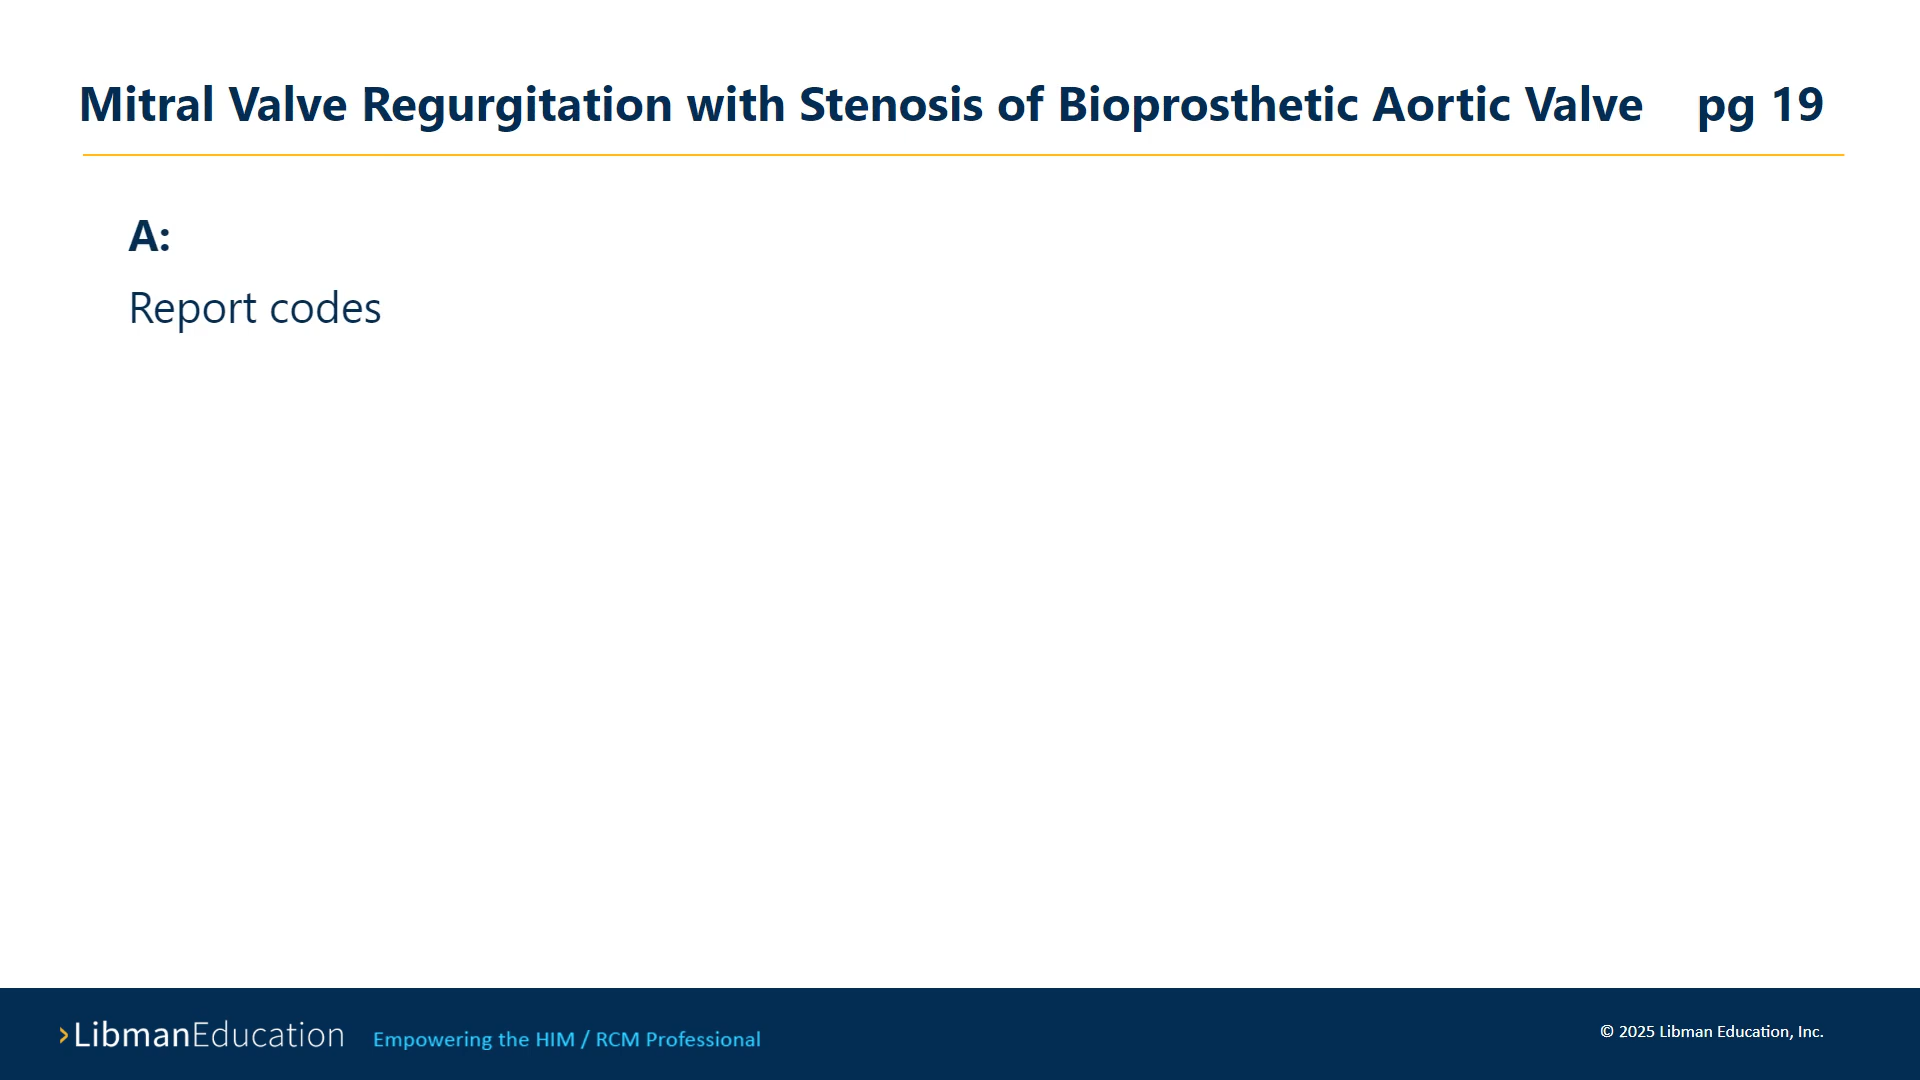 Mitral Valve Regurgitation with Stenosis of Bioprosthetic Aortic Valve pg 19
A:
Report codes
›LibmanEducation Empowering the HIM / RCM Professional
© 2025 Libman Education, Inc.